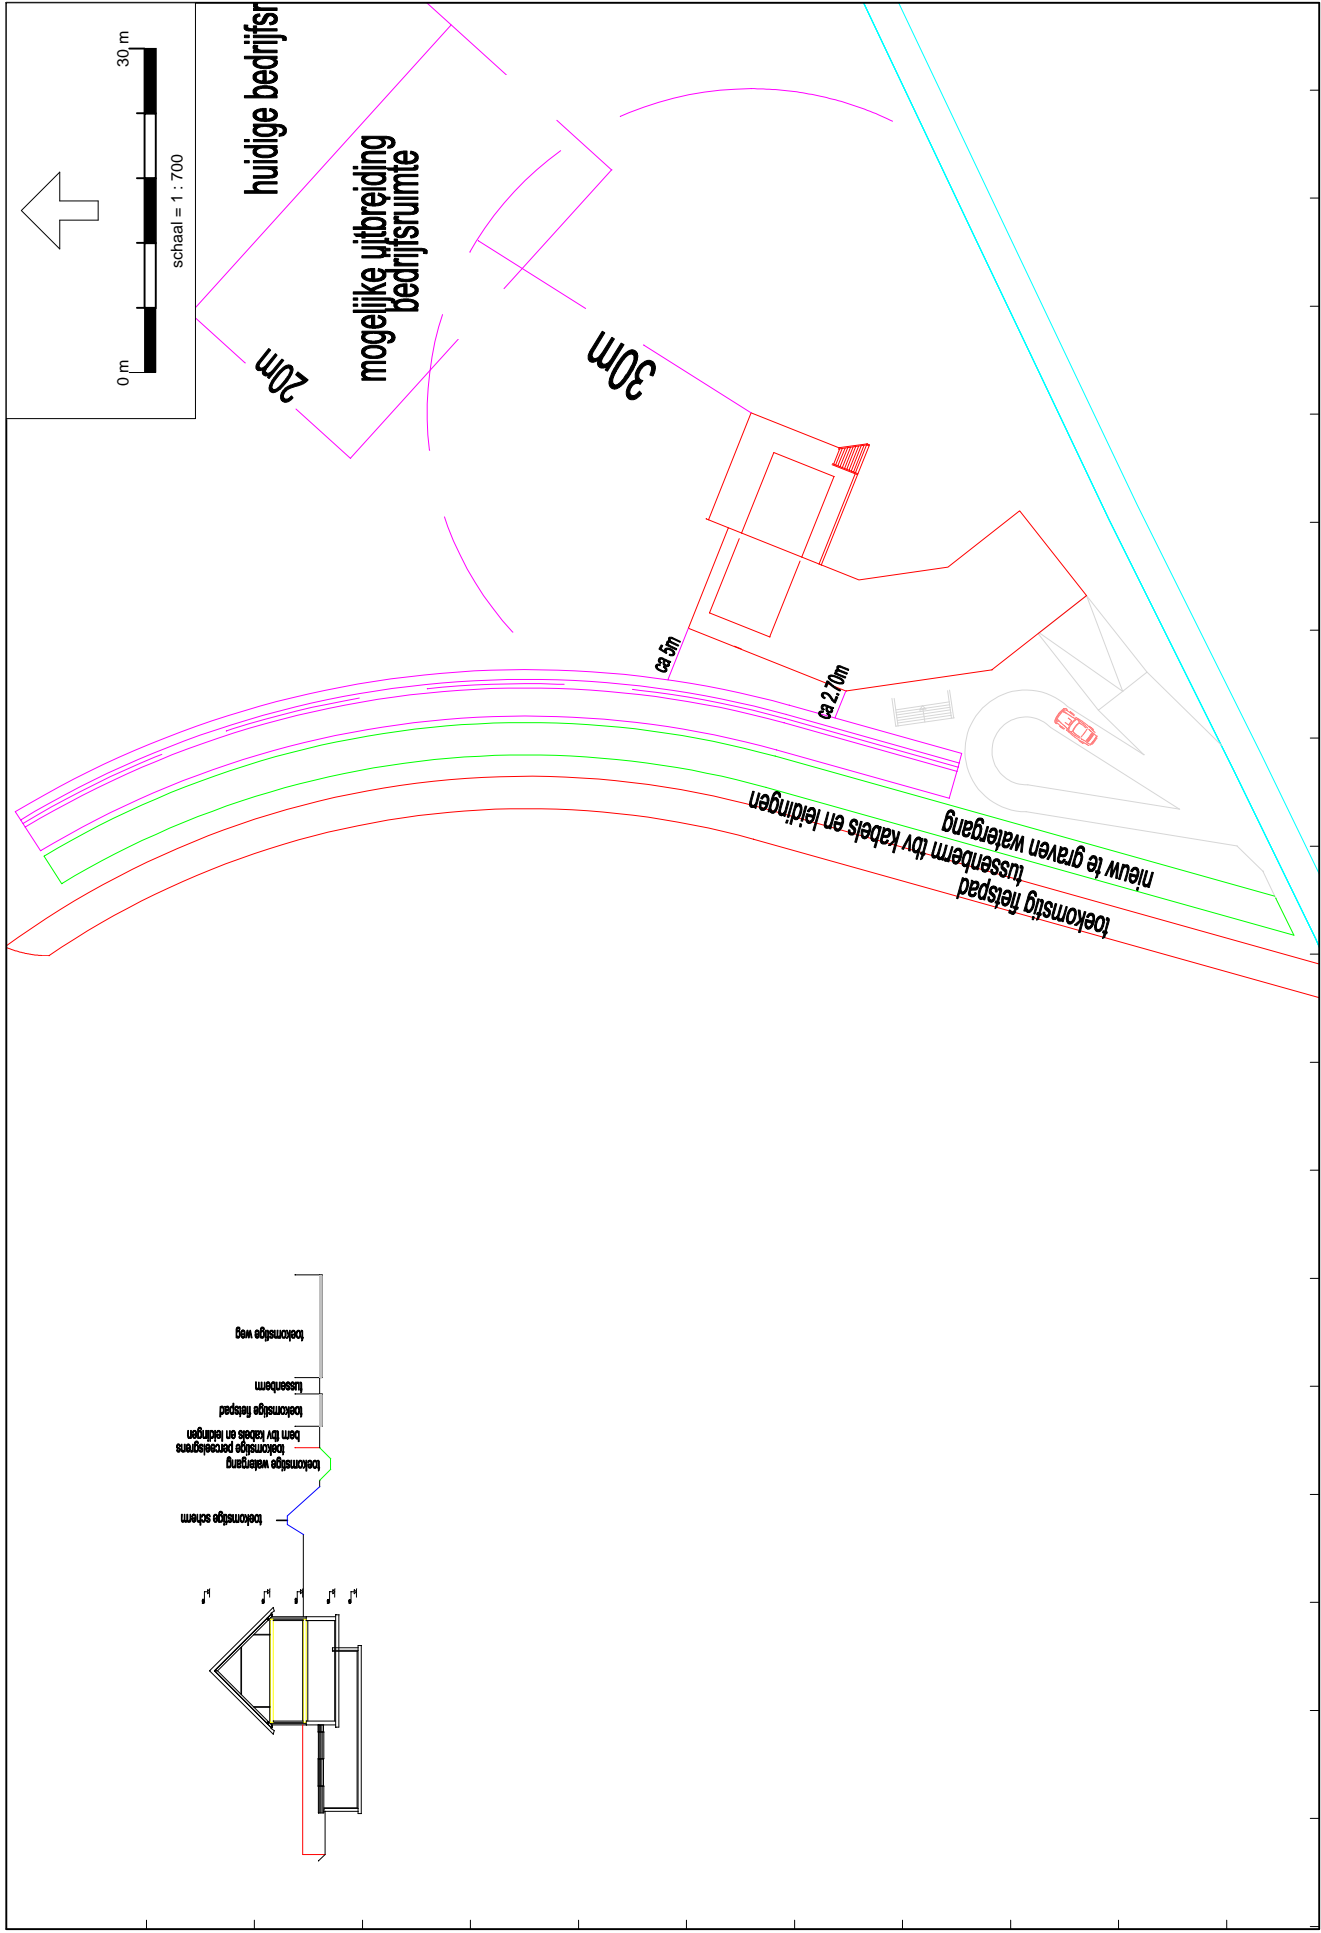 30 m
0 m
schaal = 1 : 700
huidige bedrijfsr
mogelijke uitbreiding
bedrijfsruimte
20m
30m
ca 5m
ca 2.70m
nieuw te graven watergang
tussenberm tbv kabels en leidingen
toekomstig fietspad
toekomstige weg
tussenberm
toekomstige fietspad
bern tbv kabels en leidingen
toekomstige perceelsgrens
toekomstige watergang
toekomstige scherm